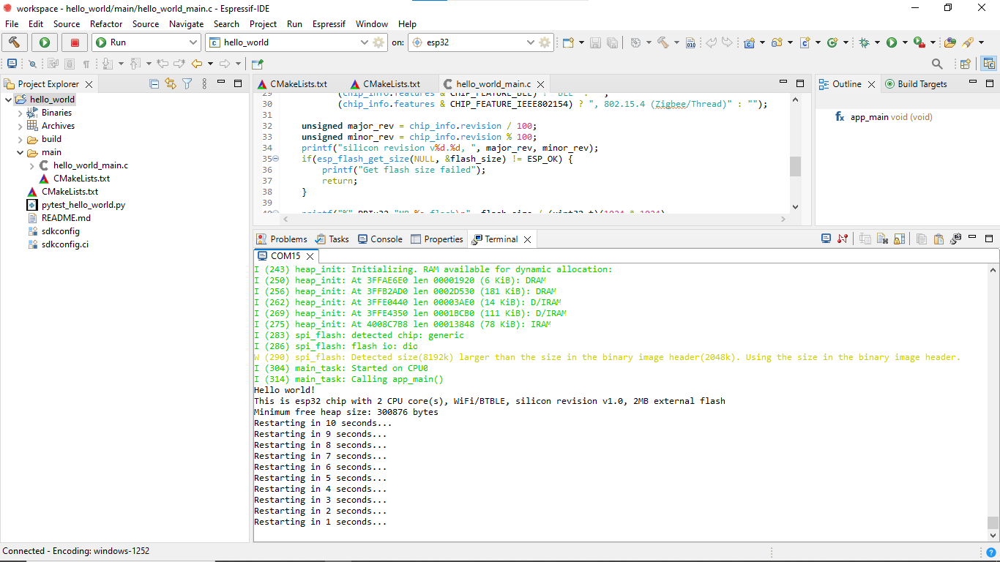 workspace - hello_world/main/hello_world_main.c - Espressif-IDE
File Edit Source Refactor Source Navigate Search Project Run Espressif Window Help
Run
hello_world
on:
esp32
Project Explorer
hello_world
Binaries
Archives
build
main
hello_world_main.c
CMakeLists.txt
CMakeLists.txt
pytest_hello_world.py
README.md
sdkconfig
sdkconfig.ci
CMakeLists.txt
CMakeLists.txt
hello_world_main.c
29 (chip_info.features & CHIP_FEATURE_BLE) ? "BLE" : "",
30 (chip_info.features & CHIP_FEATURE_IEEE802154) ? ", 802.15.4 (Zigbee/Thread)" : "");
31
32 unsigned major_rev = chip_info.revision / 100;
33 unsigned minor_rev = chip_info.revision % 100;
34 printf("silicon revision v%d.%d, ", major_rev, minor_rev);
35 if(esp_flash_get_size(NULL, &flash_size) != ESP_OK) {
36 printf("Get flash size failed");
37 return;
38 }
39
40 printf("%" PRIu32 "MB %s flash\n", flash_size / (uint32_t)(1024 * 1024),
Outline
Build Targets
app_main void (void)
Problems
Tasks
Console
Properties
Terminal
COM15
I (243) heap_init: Initializing. RAM available for dynamic allocation:
I (250) heap_init: At 3FFAE6E0 len 00001920 (6 KiB): DRAM
I (256) heap_init: At 3FFB2AD0 len 0002D530 (181 KiB): DRAM
I (262) heap_init: At 3FFE0440 len 00003AE0 (14 KiB): D/IRAM
I (269) heap_init: At 3FFE4350 len 0001BCB0 (111 KiB): D/IRAM
I (275) heap_init: At 4008C7B8 len 00013848 (78 KiB): IRAM
I (283) spi_flash: detected chip: generic
I (286) spi_flash: flash io: dio
W (290) spi_flash: Detected size(8192k) larger than the size in the binary image header(2048k). Using the size in the binary image header.
I (304) main_task: Started on CPU0
I (314) main_task: Calling app_main()
Hello world!
This is esp32 chip with 2 CPU core(s), WiFi/BTBLE, silicon revision v1.0, 2MB external flash
Minimum free heap size: 300876 bytes
Restarting in 10 seconds...
Restarting in 9 seconds...
Restarting in 8 seconds...
Restarting in 7 seconds...
Restarting in 6 seconds...
Restarting in 5 seconds...
Restarting in 4 seconds...
Restarting in 3 seconds...
Restarting in 2 seconds...
Restarting in 1 seconds...
Connected - Encoding: windows-1252